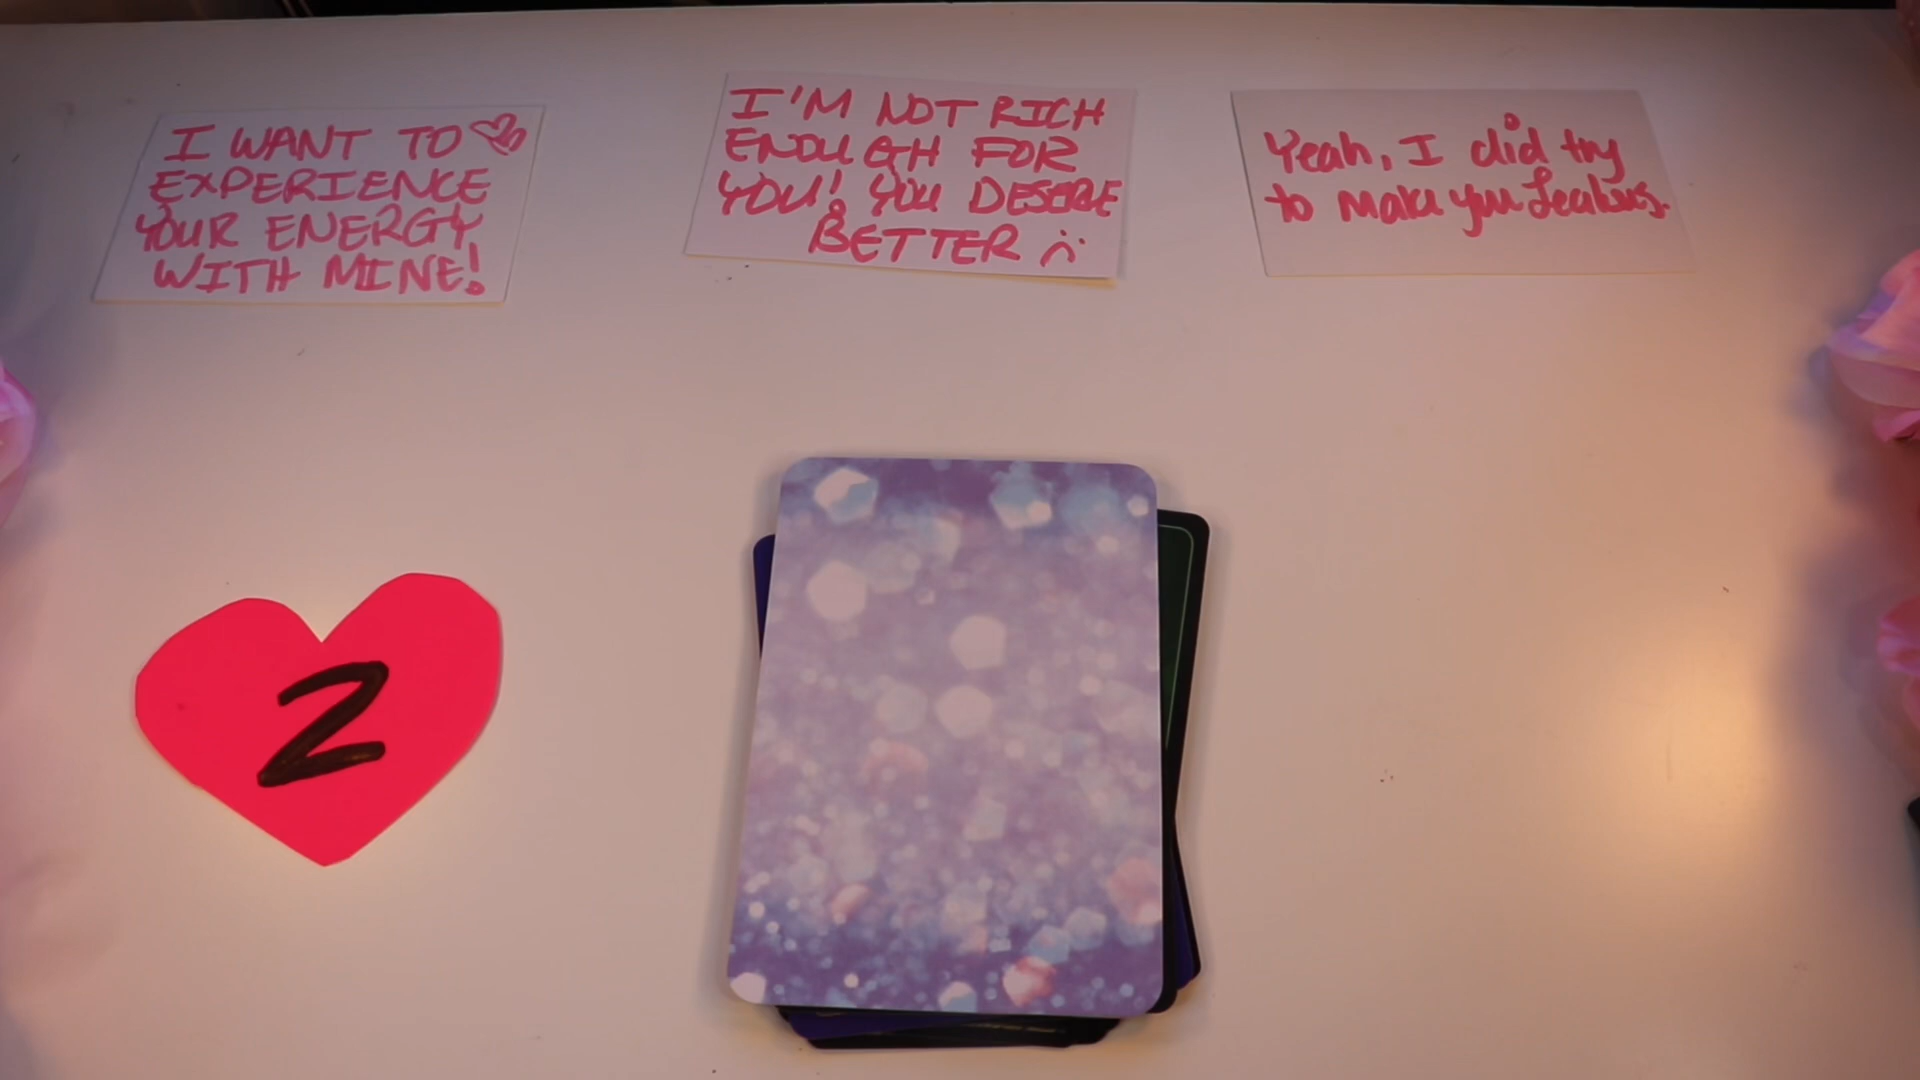 I WANT TO
EXPERIENCE
YOUR ENERGY
WITH MINE!
I'M NOT RICH
ENOUGH FOR
YOU! YOU DESERVE
BETTER :(
Yeah, I did try
to make you Jealous.
2